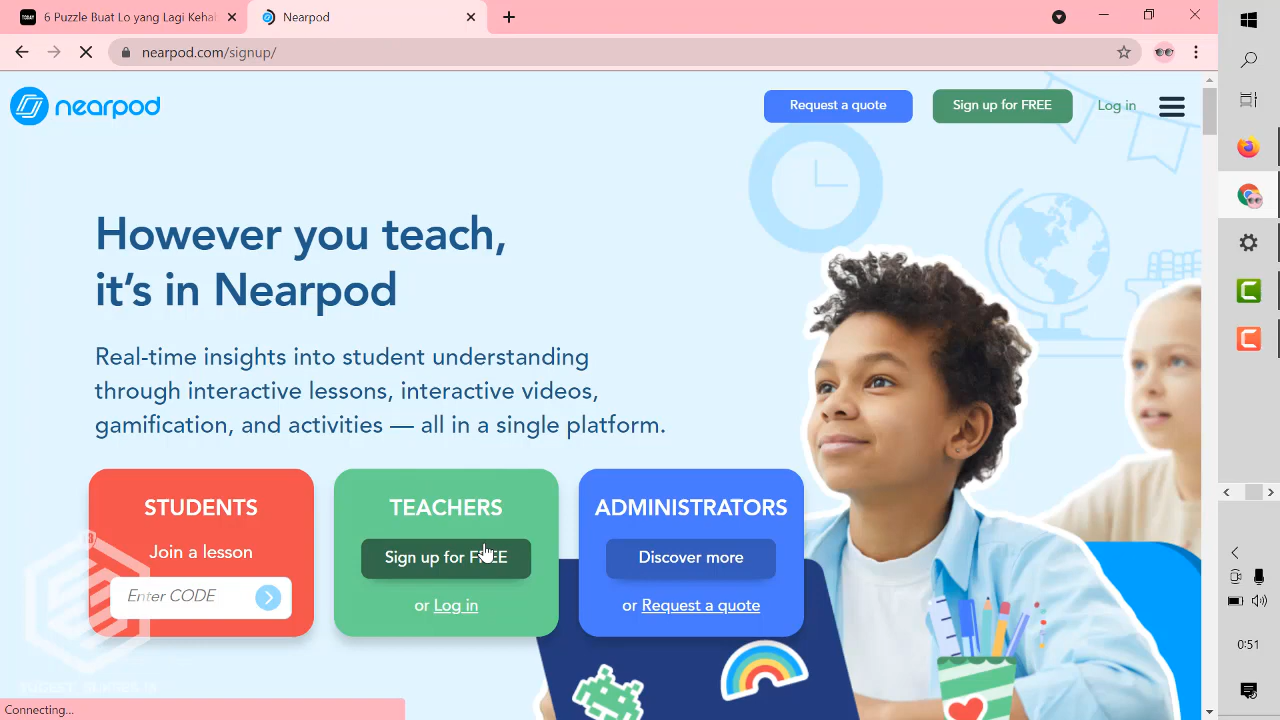 6 Puzzle Buat Lo yang Lagi Keha
Nearpod
nearpod.com/signup/
nearpod
Request a quote
Sign up for FREE
Log in
However you teach,
it's in Nearpod
Real-time insights into student understanding
through interactive lessons, interactive videos,
gamification, and activities — all in a single platform.
STUDENTS
Join a lesson
Enter CODE
TEACHERS
Sign up for FREE
or Log in
ADMINISTRATORS
Discover more
or Request a quote
Connecting...
0:51